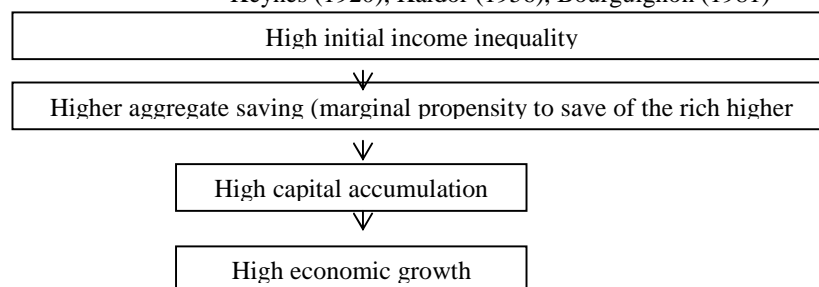 Keynes (1920), Kaldor (1956), Bourguignon (1981)
High initial income inequality
Higher aggregate saving (marginal propensity to save of the rich higher
High capital accumulation
High economic growth